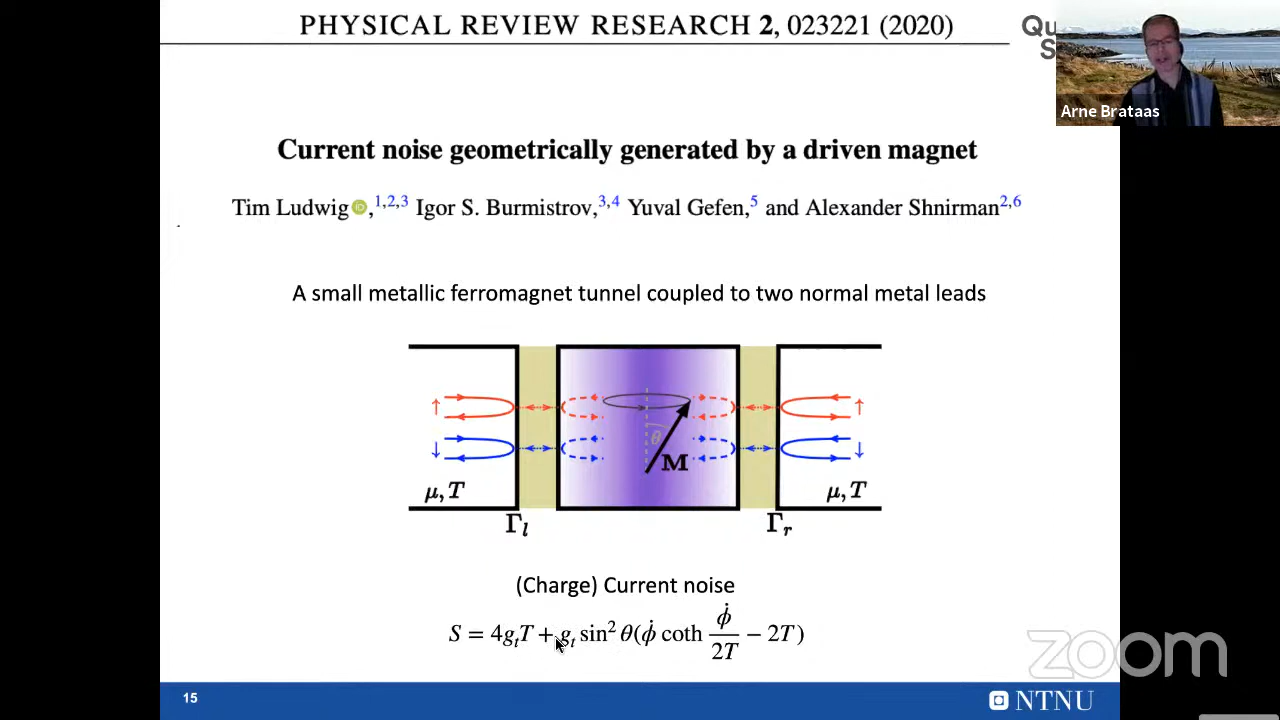 PHYSICAL REVIEW RESEARCH 2, 023221 (2020)
Qu
S
Arne Brataas
Current noise geometrically generated by a driven magnet
Tim Ludwig,1,2,3 Igor S. Burmistrov,3,4 Yuval Gefen,5 and Alexander Shnirman2,6
A small metallic ferromagnet tunnel coupled to two normal metal leads
↑ ↑
θ
↓ M ↓
μ, T μ, T
Γl Γr
(Charge) Current noise
S = 4gtT + gt sin² θ(ϕ̇ coth ϕ̇/2T − 2T)
zoom
15 NTNU